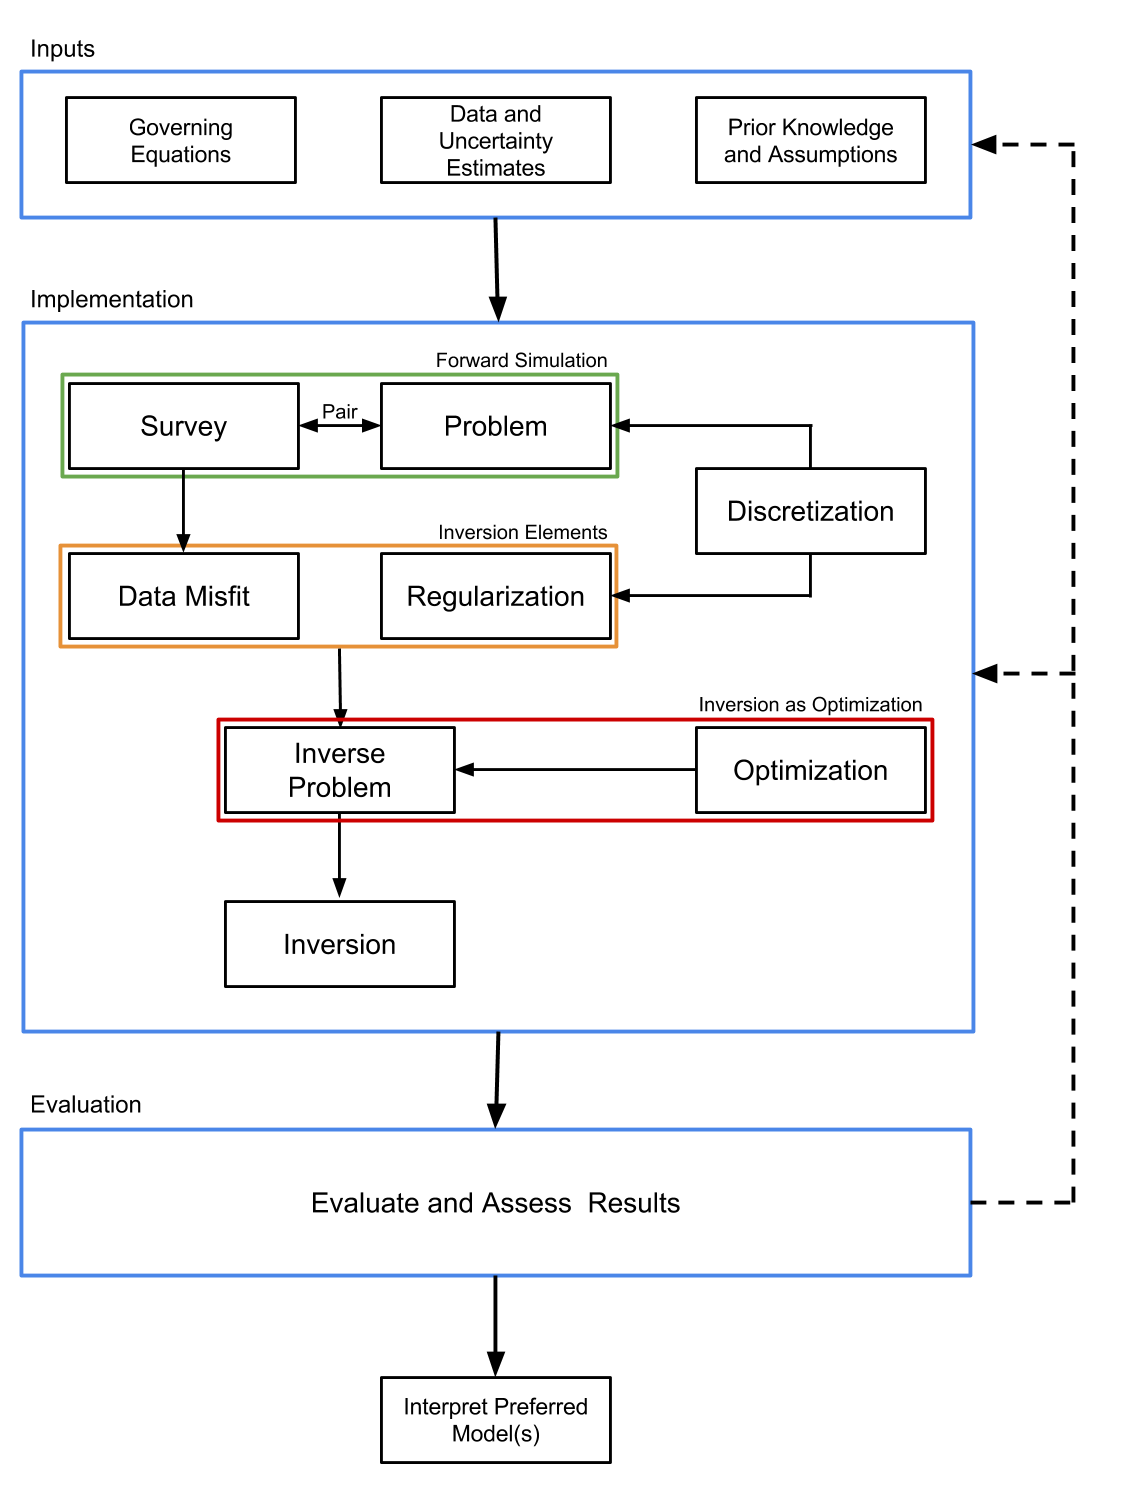 Inputs
Governing
Equations
Data and
Uncertainty
Estimates
Prior Knowledge
and Assumptions
Implementation
Forward Simulation
Survey
Pair
Problem
Discretization
Inversion Elements
Data Misfit
Regularization
Inversion as Optimization
Inverse
Problem
Optimization
Inversion
Evaluation
Evaluate and Assess  Results
Interpret Preferred
Model(s)